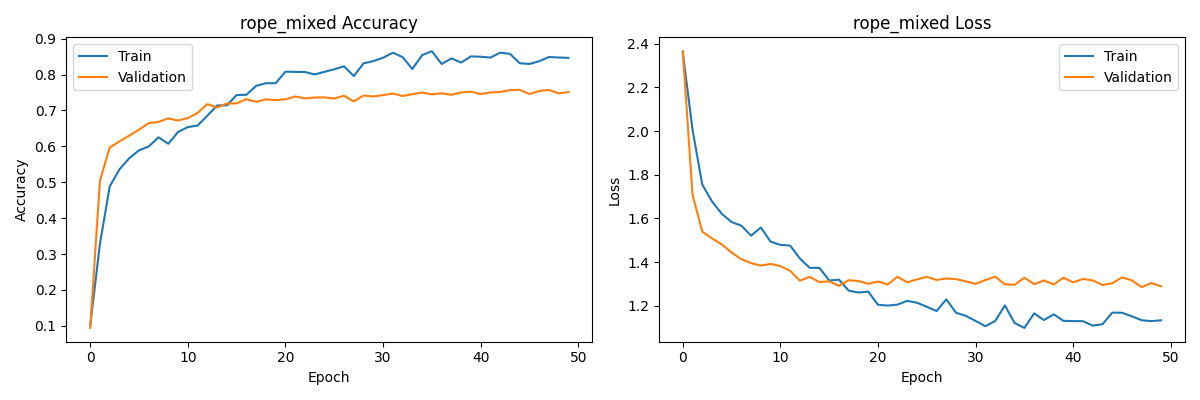 rope_mixed Accuracy
Train
Validation
Accuracy
0.9
0.8
0.7
0.6
0.5
0.4
0.3
0.2
0.1
0 10 20 30 40 50
Epoch
rope_mixed Loss
Train
Validation
Loss
2.4
2.2
2.0
1.8
1.6
1.4
1.2
0 10 20 30 40 50
Epoch